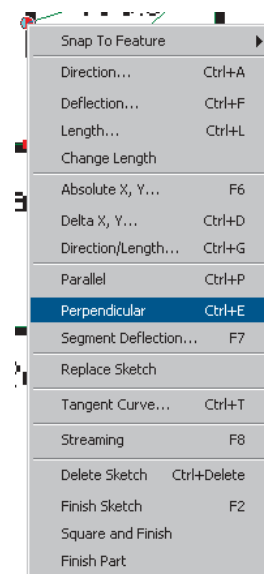 Snap To Feature
Direction... Ctrl+A
Deflection... Ctrl+F
Length... Ctrl+L
Change Length
Absolute X, Y... F6
Delta X, Y... Ctrl+D
Direction/Length... Ctrl+G
Parallel Ctrl+P
Perpendicular Ctrl+E
Segment Deflection... F7
Replace Sketch
Tangent Curve... Ctrl+T
Streaming F8
Delete Sketch Ctrl+Delete
Finish Sketch F2
Square and Finish
Finish Part